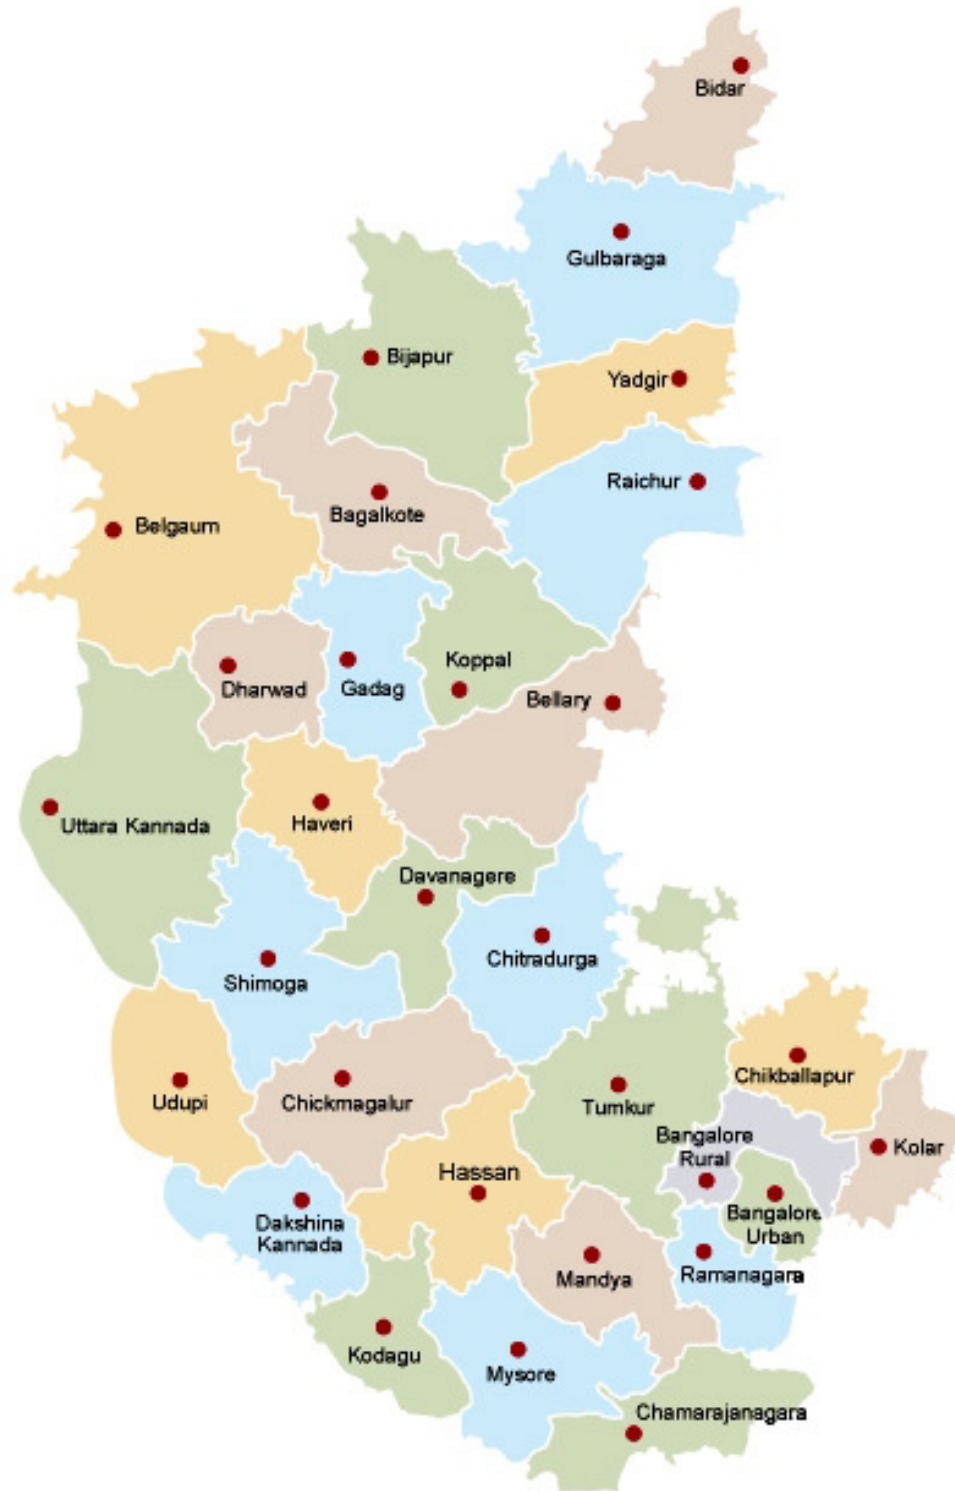 Bidar
Gulbaraga
Bijapur
Yadgir
Raichur
Bagalkote
Belgaum
Koppal
Dharwad
Gadag
Bellary
Uttara Kannada
Haveri
Davanagere
Chitradurga
Shimoga
Chikballapur
Udupi
Chickmagalur
Tumkur
Bangalore
Rural
Kolar
Hassan
Bangalore
Urban
Dakshina
Kannada
Mandya
Ramanagara
Kodagu
Mysore
Chamarajanagara